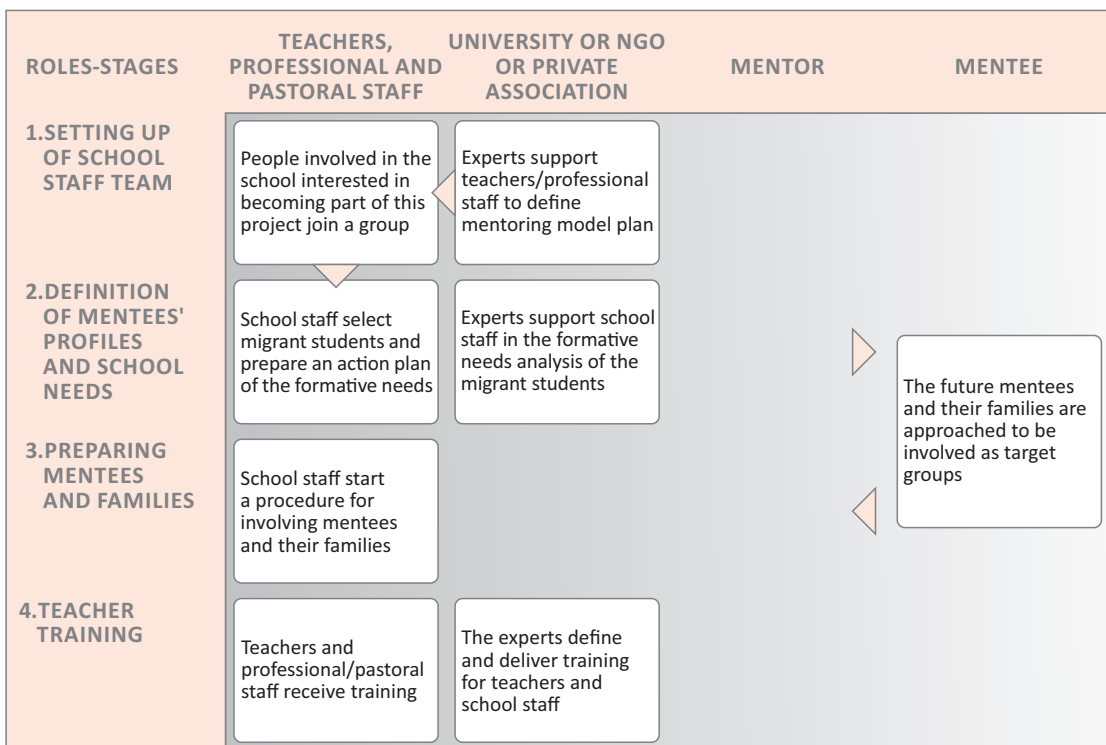 ROLES-STAGES
TEACHERS,
PROFESSIONAL AND
PASTORAL STAFF
UNIVERSITY OR NGO
OR PRIVATE
ASSOCIATION
MENTOR
MENTEE
1.SETTING UP
OF SCHOOL
STAFF TEAM
People involved in the
school interested in
becoming part of this
project join a group
Experts support
teachers/professional
staff to define
mentoring model plan
2.DEFINITION
OF MENTEES'
PROFILES
AND SCHOOL
NEEDS
School staff select
migrant students and
prepare an action plan
of the formative needs
Experts support school
staff in the formative
needs analysis of the
migrant students
The future mentees
and their families are
approached to be
involved as target
groups
3.PREPARING
MENTEES
AND FAMILIES
School staff start
a procedure for
involving mentees
and their families
4.TEACHER
TRAINING
Teachers and
professional/pastoral
staff receive training
The experts define
and deliver training
for teachers and
school staff